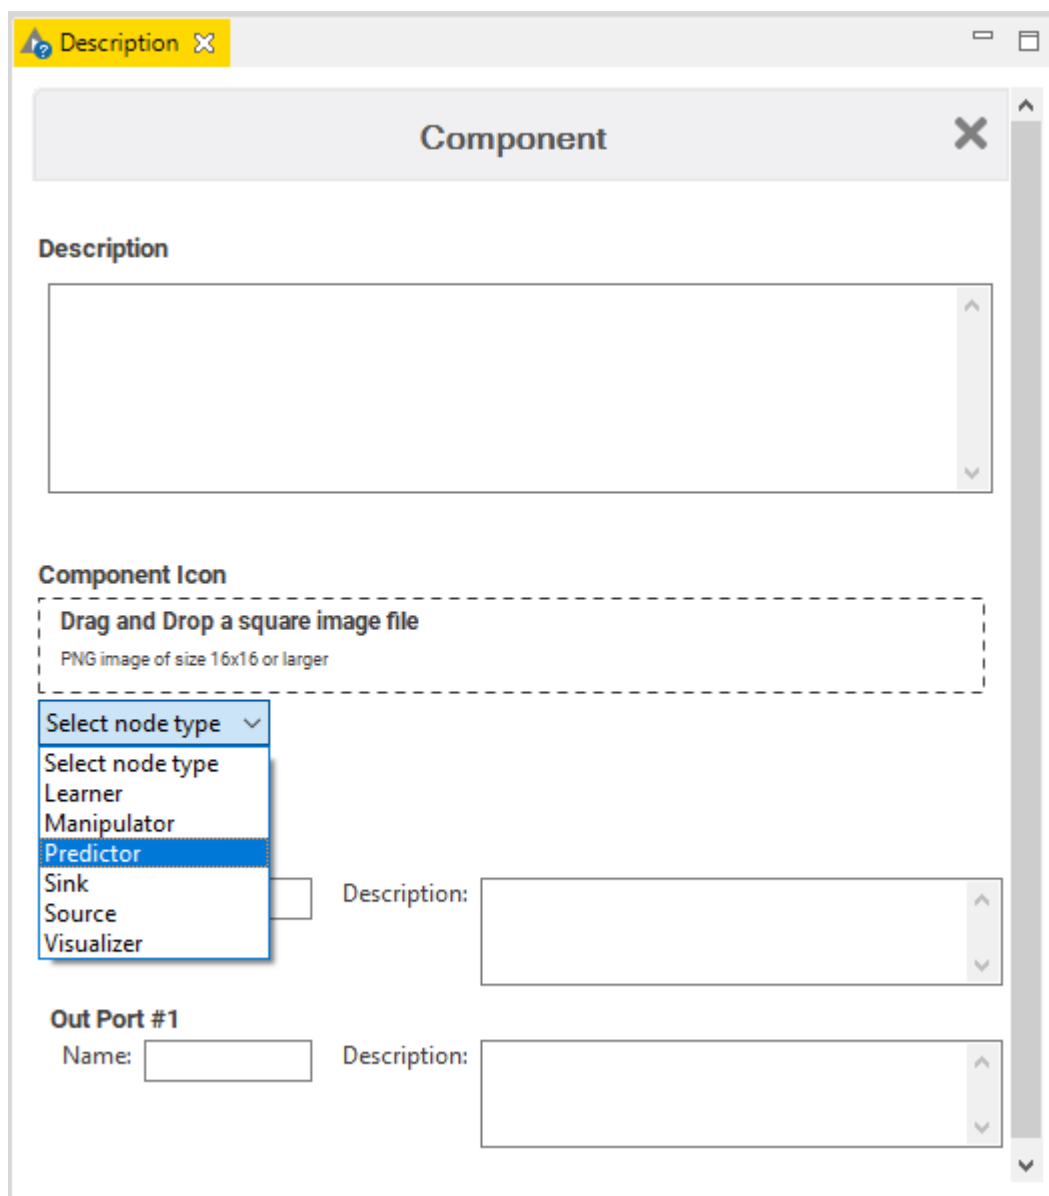 Description
Component
Description
Component Icon
Drag and Drop a square image file
PNG image of size 16x16 or larger
Select node type
Select node type
Learner
Manipulator
Predictor
Sink
Source
Visualizer
Description:
Out Port #1
Name:
Description: